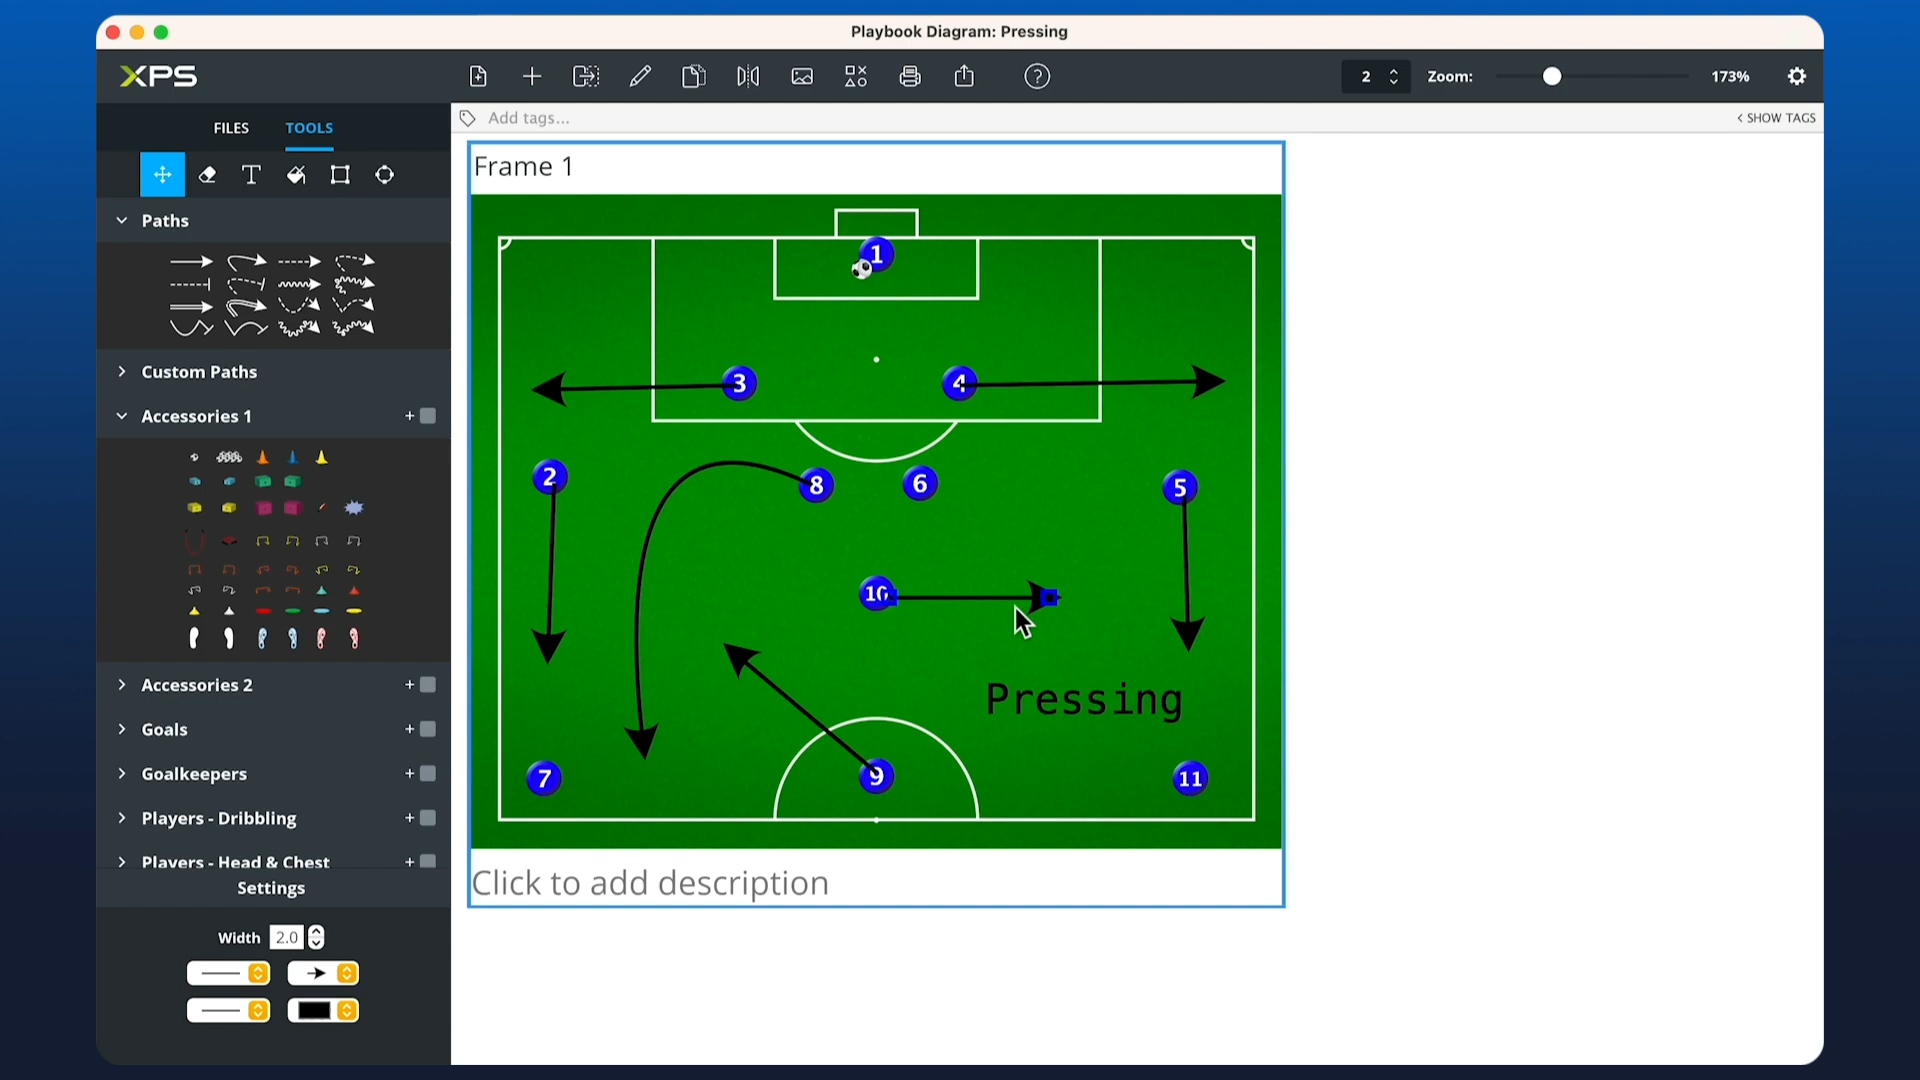 Playbook Diagram: Pressing
XPS
2
Zoom:
173%
FILES
TOOLS
Add tags...
< SHOW TAGS
Paths
Custom Paths
Accessories 1
Accessories 2
Goals
Goalkeepers
Players - Dribbling
Players - Head & Chest
Settings
Width 2.0
Frame 1
1
3
4
2
8
6
5
10
Pressing
7
9
11
Click to add description